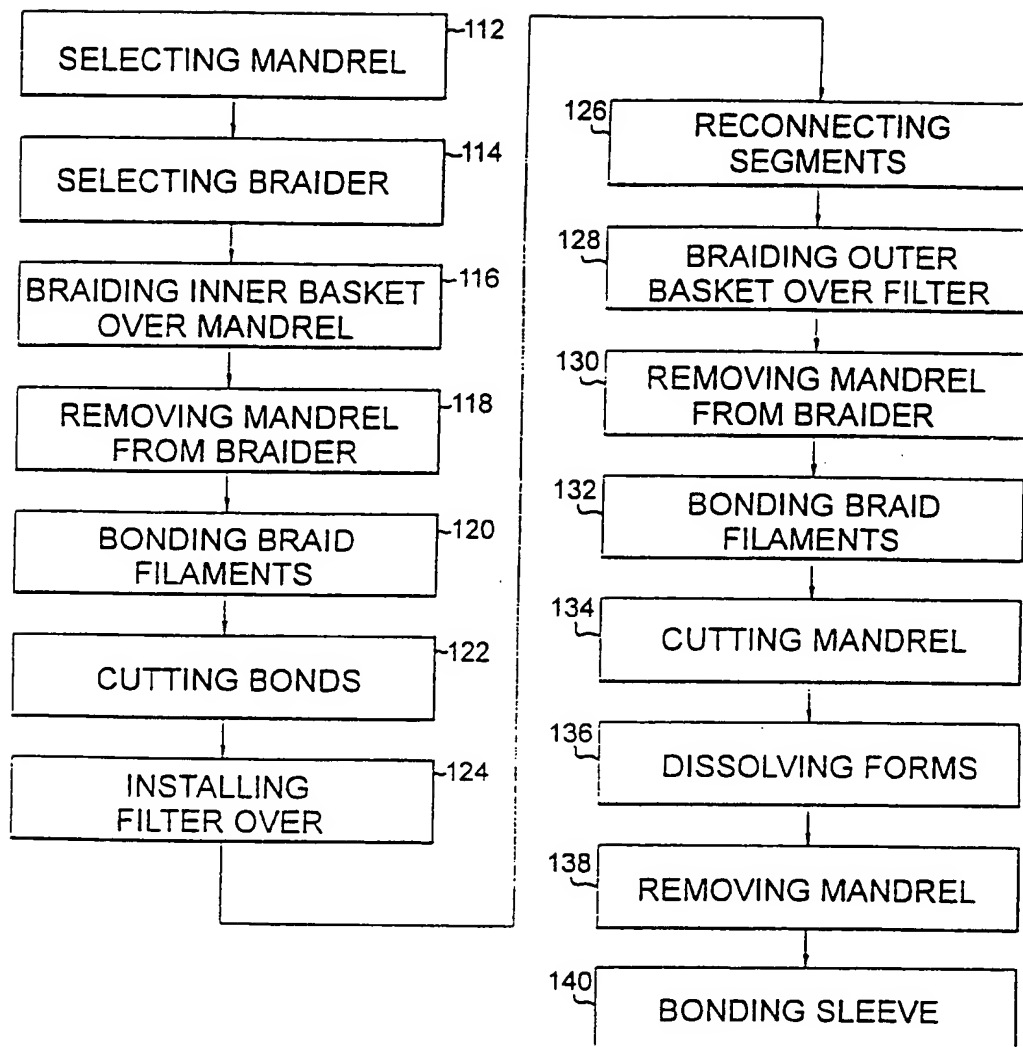 112
SELECTING MANDREL
114
SELECTING BRAIDER
116
BRAIDING INNER BASKET
OVER MANDREL
118
REMOVING MANDREL
FROM BRAIDER
120
BONDING BRAID
FILAMENTS
122
CUTTING BONDS
124
INSTALLING
FILTER OVER
126
RECONNECTING
SEGMENTS
128
BRAIDING OUTER
BASKET OVER FILTER
130
REMOVING MANDREL
FROM BRAIDER
132
BONDING BRAID
FILAMENTS
134
CUTTING MANDREL
136
DISSOLVING FORMS
138
REMOVING MANDREL
140
BONDING SLEEVE